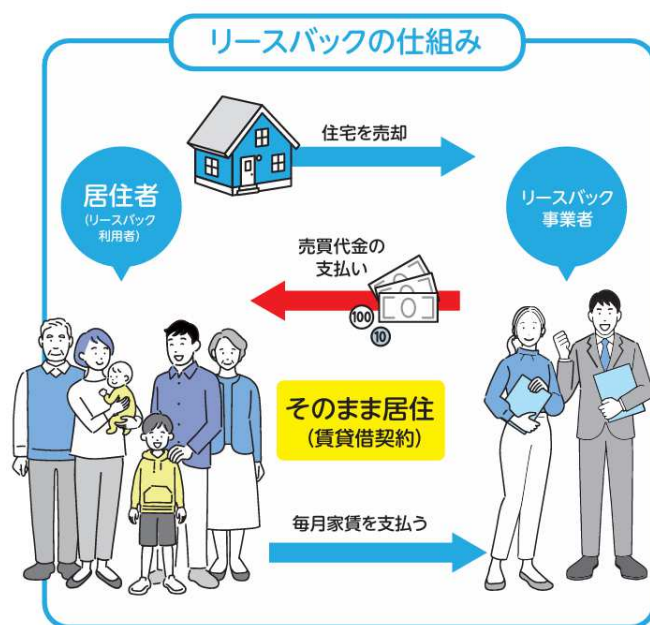 リースバックの仕組み
住宅を売却
居住者
(リースバック
利用者)
リースバック
事業者
売買代金の
支払い
100
10
そのまま居住
(賃貸借契約)
毎月家賃を支払う